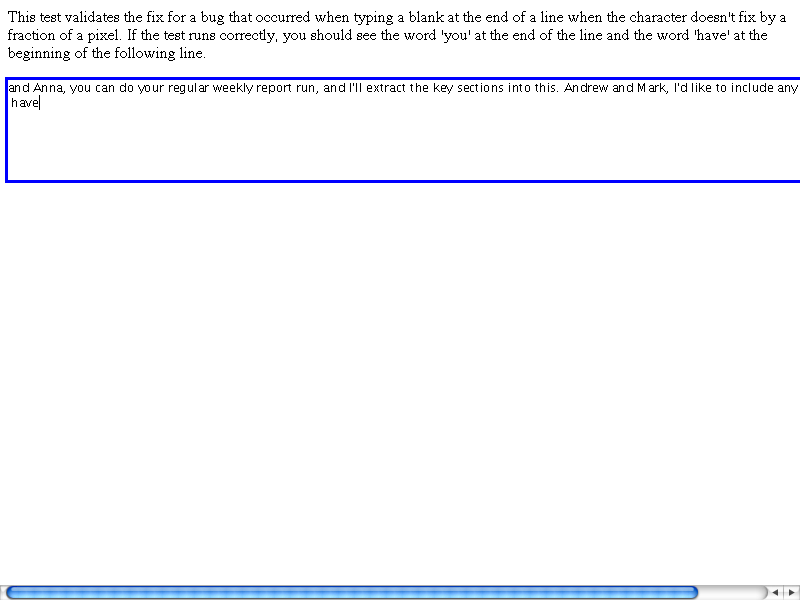 This test validates the fix for a bug that occurred when typing a blank at the end of a line when the character doesn't fix by a
fraction of a pixel. If the test runs correctly, you should see the word 'you' at the end of the line and the word 'have' at the
beginning of the following line.
and Anna, you can do your regular weekly report run, and I'll extract the key sections into this. Andrew and Mark, I'd like to include any
have